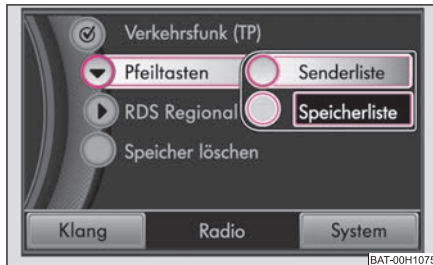 Verkehrsfunk (TP)
Pfeiltasten
Senderliste
RDS Regional
Speicherliste
Speicher löschen
Klang
Radio
System
BAT-00H1075